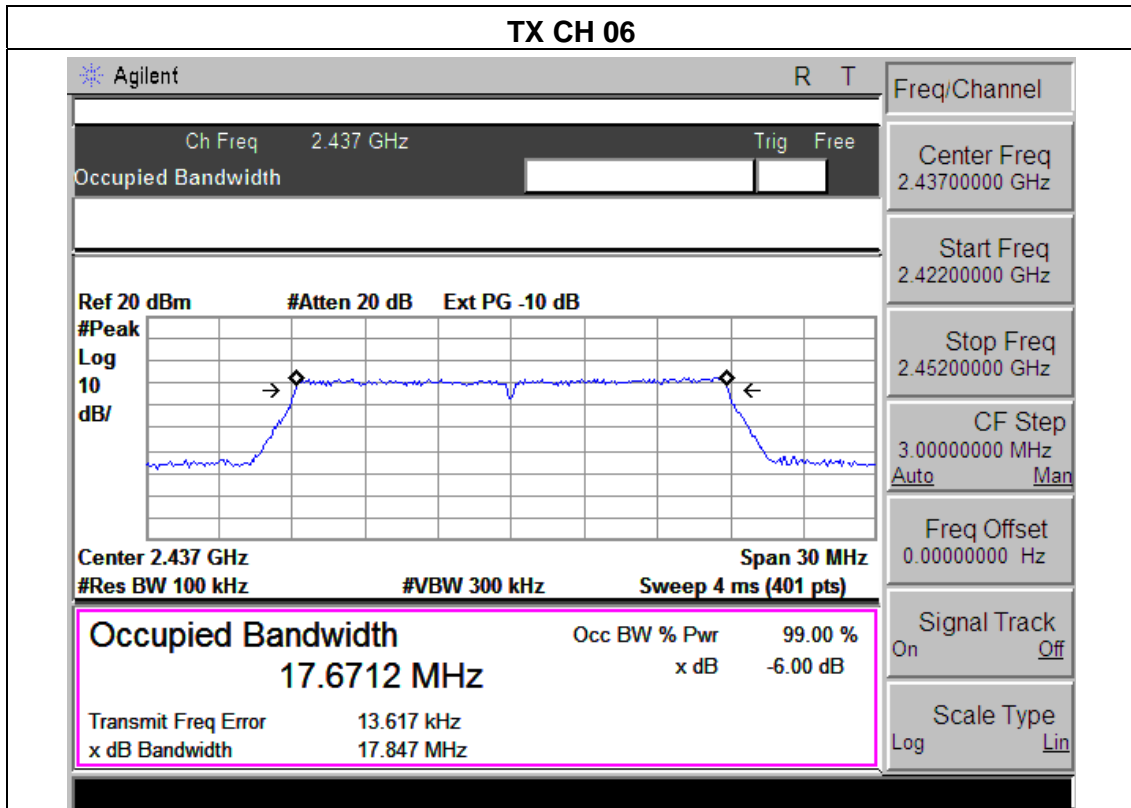 TX CH 06
Agilent R T
Ch Freq 2.437 GHz Trig Free
Occupied Bandwidth
Ref 20 dBm #Atten 20 dB Ext PG -10 dB
#Peak
Log
10
dB/
Center 2.437 GHz Span 30 MHz
#Res BW 100 kHz #VBW 300 kHz Sweep 4 ms (401 pts)
Occupied Bandwidth Occ BW % Pwr 99.00 %
17.6712 MHz x dB -6.00 dB
Transmit Freq Error 13.617 kHz
x dB Bandwidth 17.847 MHz
Freq/Channel
Center Freq
2.43700000 GHz
Start Freq
2.42200000 GHz
Stop Freq
2.45200000 GHz
CF Step
3.00000000 MHz
Auto Man
Freq Offset
0.00000000 Hz
Signal Track
On Off
Scale Type
Log Lin